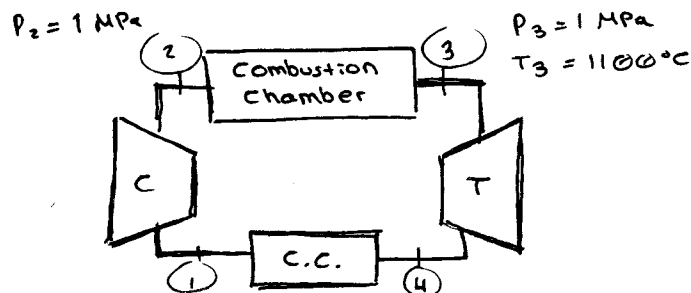 P₂ = 1 MPa
P₃ = 1 MPa
T₃ = 1100°C
2
3
Combustion
Chamber
C
T
1
C.C.
4